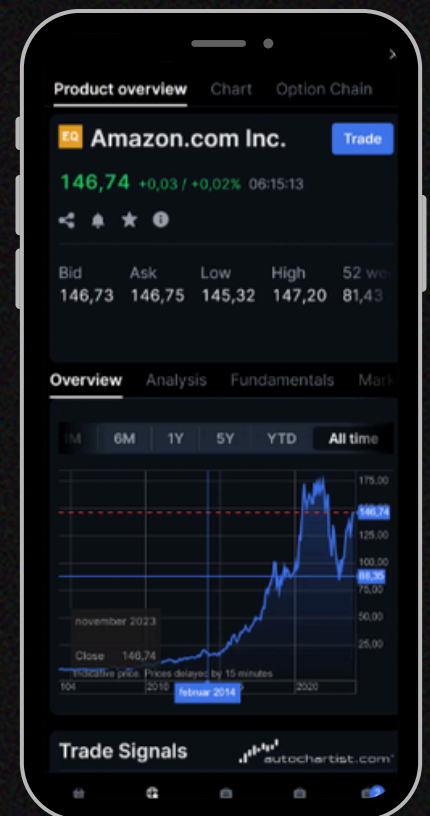 Product overview Chart Option Chain
EQ Amazon.com Inc. Trade
146,74 +0,03 / +0,02% 06:15:13
Bid Ask Low High 52
146,73 146,75 145,32 147,20 81,43
Overview Analysis Fundamentals
6M 1Y 5Y YTD All time
175,00
146,74
125,00
100,00
88,35
75,00
november 2023
50,00
Close 146,74
25,00
Indicative price. Prices delayed by 15 minutes
2020
februar 2014
Trade Signals autochartist.com